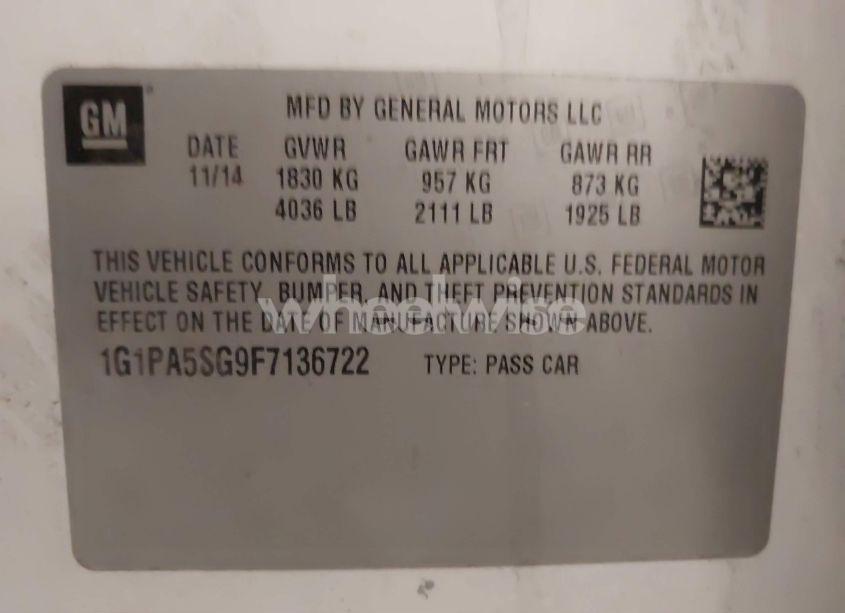 GM
MFD BY GENERAL MOTORS LLC
DATE GVWR GAWR FRT GAWR RR
11/14 1830 KG 957 KG 873 KG
4036 LB 2111 LB 1925 LB
THIS VEHICLE CONFORMS TO ALL APPLICABLE U.S. FEDERAL MOTOR
VEHICLE SAFETY, BUMPER, AND THEFT PREVENTION STANDARDS IN
EFFECT ON THE DATE OF MANUFACTURE SHOWN ABOVE.
wheelwise
1G1PA5SG9F7136722 TYPE: PASS CAR